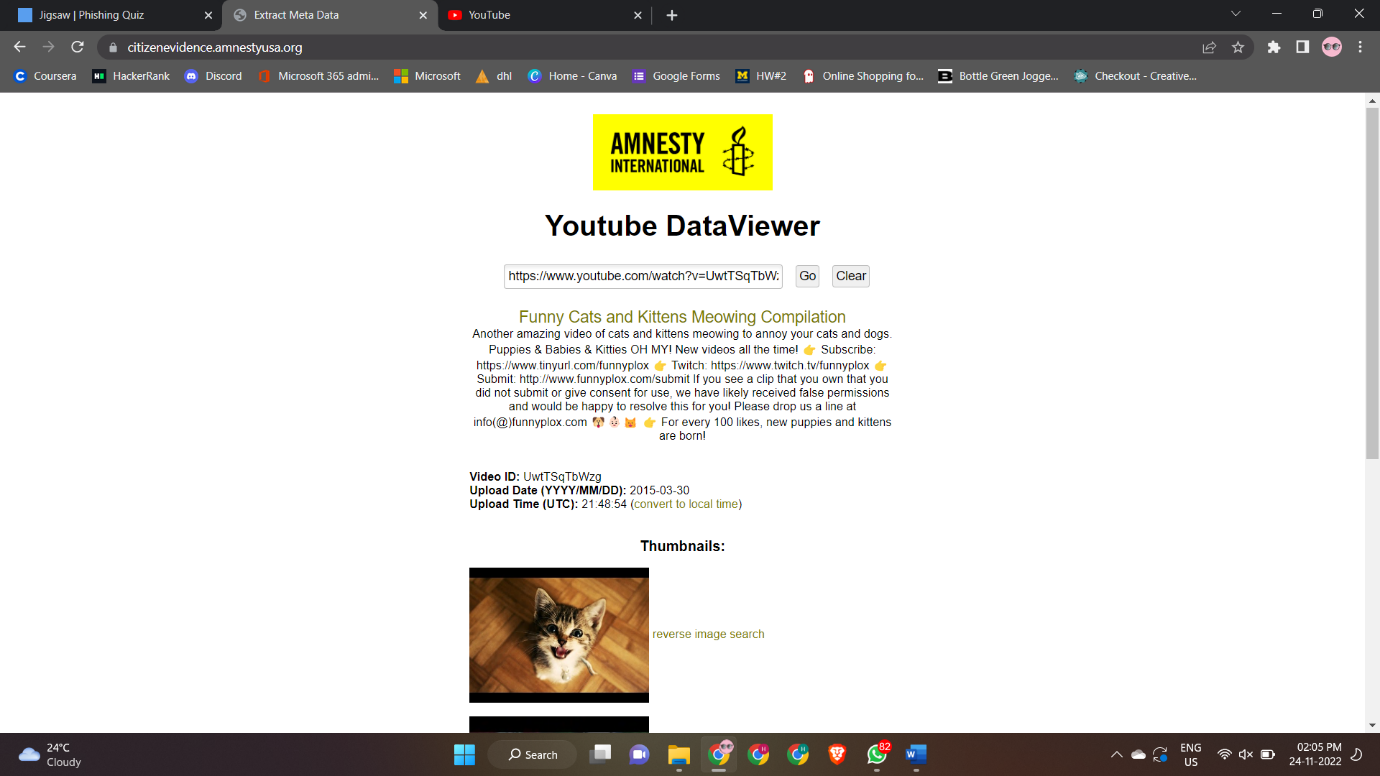 Jigsaw | Phishing Quiz
Extract Meta Data
YouTube
citizenevidence.amnestyusa.org
Coursera
HackerRank
Discord
Microsoft 365 admi...
Microsoft
dhl
Home - Canva
Google Forms
HW#2
Online Shopping fo...
Bottle Green Jogge...
Checkout - Creative...
AMNESTY
INTERNATIONAL
Youtube DataViewer
https://www.youtube.com/watch?v=UwtTSqTbWz
Go
Clear
Funny Cats and Kittens Meowing Compilation
Another amazing video of cats and kittens meowing to annoy your cats and dogs.
Puppies & Babies & Kitties OH MY! New videos all the time! 👉 Subscribe:
https://www.tinyurl.com/funnyplox 👉 Twitch: https://www.twitch.tv/funnyplox 👉
Submit: http://www.funnyplox.com/submit If you see a clip that you own that you
did not submit or give consent for use, we have likely received false permissions
and would be happy to resolve this for you! Please drop us a line at
info(@)funnyplox.com 🐶 👶 🐱 👉 For every 100 likes, new puppies and kittens
are born!
Video ID: UwtTSqTbWzg
Upload Date (YYYY/MM/DD): 2015-03-30
Upload Time (UTC): 21:48:54 (convert to local time)
Thumbnails:
reverse image search
24°C
Cloudy
Search
82
ENG
US
02:05 PM
24-11-2022